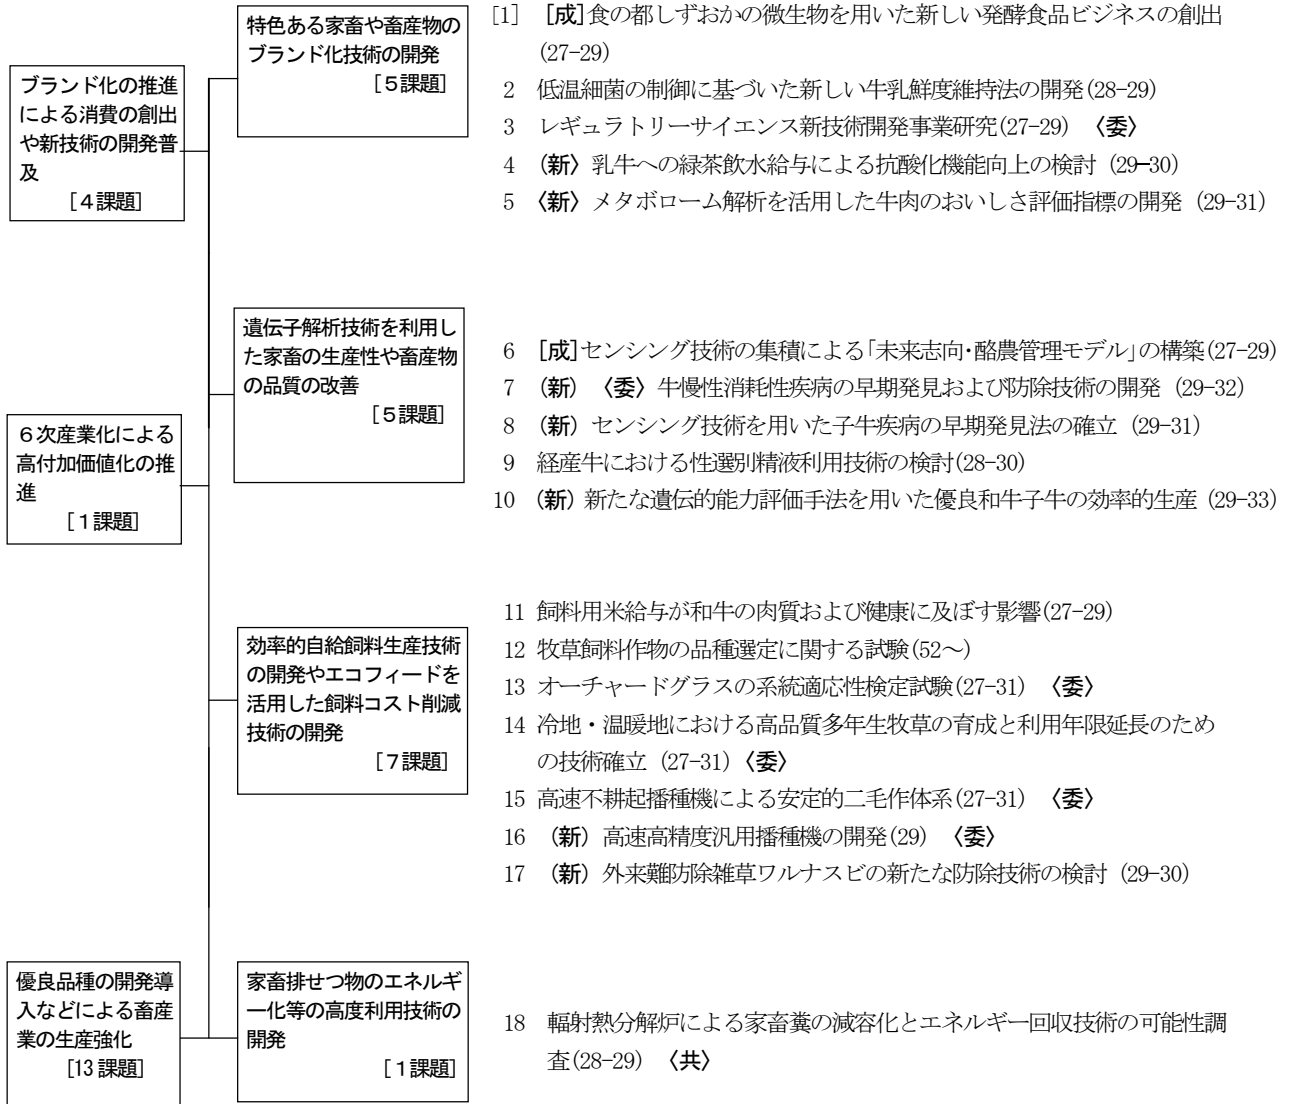 ブランド化の推進
による消費の創出
や新技術の開発普
及
[４課題]
６次産業化による
高付加価値化の推
進
[１課題]
優良品種の開発導
入などによる畜産
業の生産強化
[13 課題]
特色ある家畜や畜産物の
ブランド化技術の開発
[５課題]
[1] [成]食の都しずおかの微生物を用いた新しい発酵食品ビジネスの創出
(27-29)
2 低温細菌の制御に基づいた新しい牛乳鮮度維持法の開発(28-29)
3 レギュラトリーサイエンス新技術開発事業研究(27-29) 〈委〉
4 (新) 乳牛への緑茶飲水給与による抗酸化機能向上の検討 (29-30)
5 〈新〉メタボローム解析を活用した牛肉のおいしさ評価指標の開発 (29-31)
遺伝子解析技術を利用し
た家畜の生産性や畜産物
の品質の改善
[５課題]
6 [成]センシング技術の集積による「未来志向・酪農管理モデル」の構築(27-29)
7 (新) 〈委〉牛慢性消耗性疾病の早期発見および防除技術の開発 (29-32)
8 (新) センシング技術を用いた子牛疾病の早期発見法の確立 (29-31)
9 経産牛における性選別精液利用技術の検討(28-30)
10 (新) 新たな遺伝的能力評価手法を用いた優良和牛子牛の効率的生産 (29-33)
効率的自給飼料生産技術
の開発やエコフィードを
活用した飼料コスト削減
技術の開発
[７課題]
11 飼料用米給与が和牛の肉質および健康に及ぼす影響(27-29)
12 牧草飼料作物の品種選定に関する試験(52〜)
13 オーチャードグラスの系統適応性検定試験(27-31) 〈委〉
14 冷地・温暖地における高品質多年生牧草の育成と利用年限延長のため
の技術確立 (27-31)〈委〉
15 高速不耕起播種機による安定的二毛作体系(27-31) 〈委〉
16 (新) 高速高精度汎用播種機の開発(29) 〈委〉
17 (新) 外来難防除雑草ワルナスビの新たな防除技術の検討 (29-30)
家畜排せつ物のエネルギ
ー化等の高度利用技術の
開発
[１課題]
18 輻射熱分解炉による家畜糞の減容化とエネルギー回収技術の可能性調
査(28-29) 〈共〉